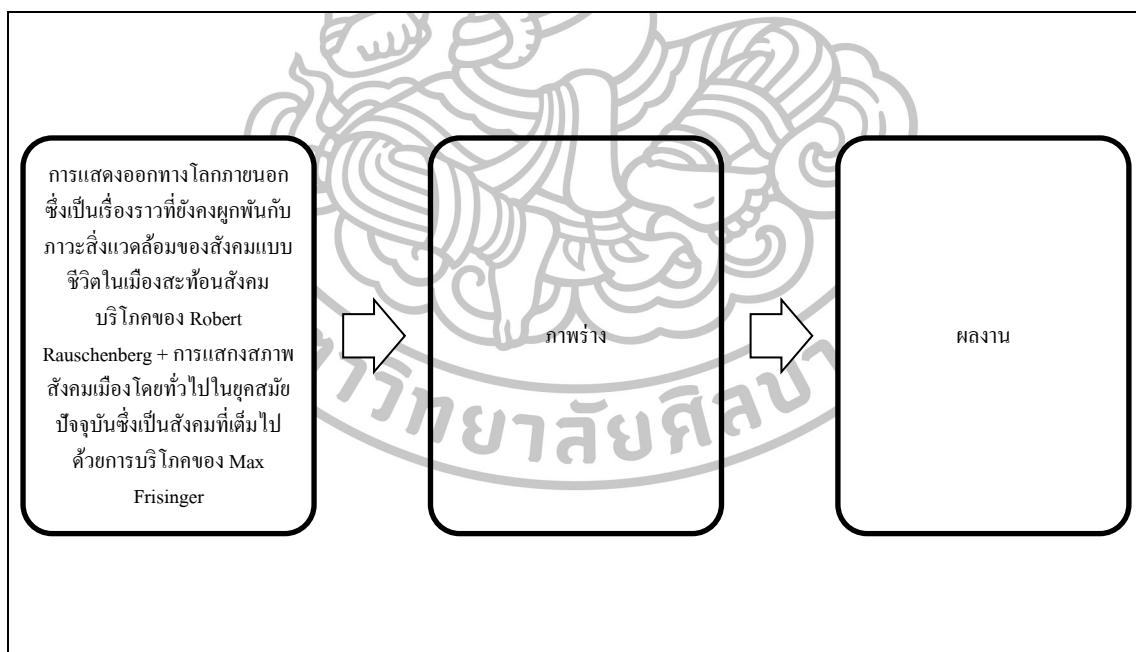 การแสดงออกทางโลกภายนอก
ซึ่งเป็นเรื่องราวที่ยังคงผูกพันกับ
ภาวะสิ่งแวดล้อมของสังคมแบบ
ชีวิตในเมืองสะท้อนสังคม
บริโภคของ Robert
Rauschenberg + การแสกงสภาพ
สังคมเมืองโดยทั่วไปในยุคสมัย
ปัจจุบันซึ่งเป็นสังคมที่เต็มไป
ด้วยการบริโภคของ Max
Frisinger
ภาพร่าง
ผลงาน